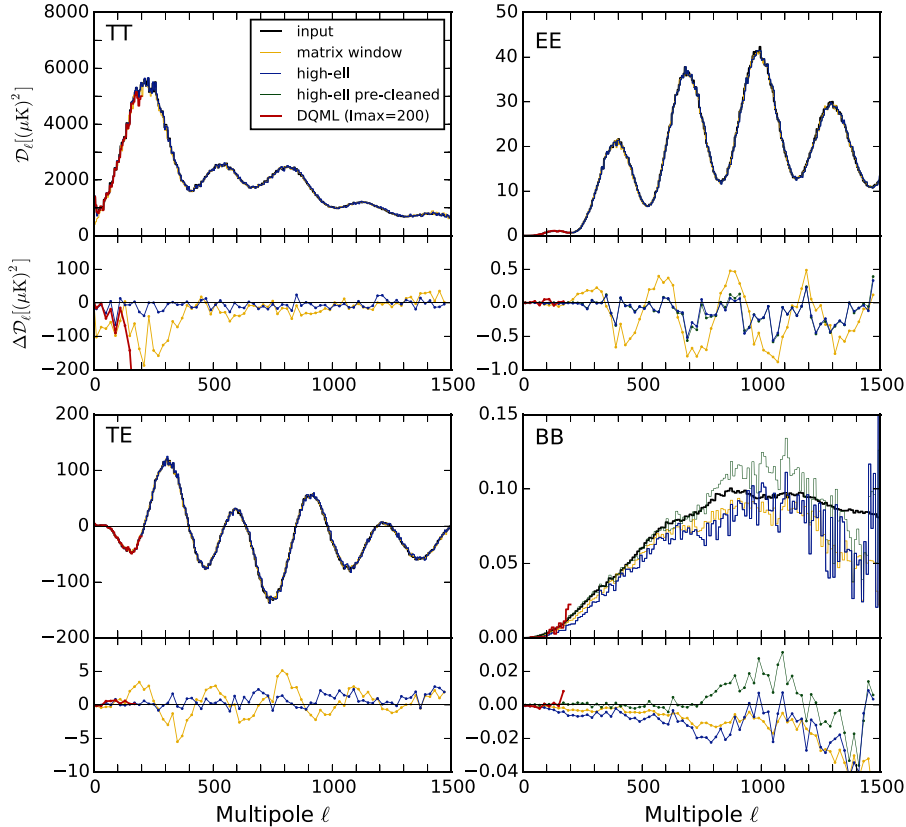 TT
input
matrix window
high-ell
high-ell pre-cleaned
DQML (lmax=200)
8000
6000
4000
2000
0
𝒟ℓ[(μK)²]
100
0
−100
−200
Δ𝒟ℓ[(μK)²]
0 500 1000 1500
EE
50
40
30
20
10
0
0.5
0.0
−0.5
−1.0
0 500 1000 1500
TE
200
100
0
−100
−200
5
0
−5
−10
0 500 1000 1500
Multipole ℓ
BB
0.15
0.10
0.05
0.00
0.02
0.00
−0.02
−0.04
0 500 1000 1500
Multipole ℓ